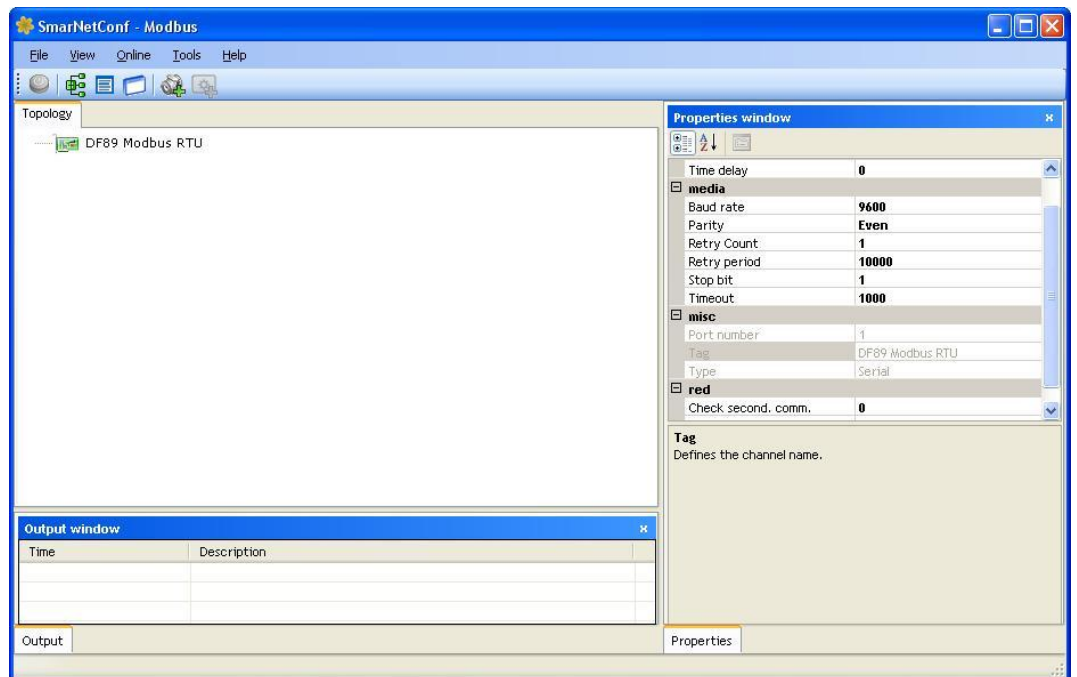 SmarNetConf - Modbus
File View Online Tools Help
Topology
DF89 Modbus RTU
Properties window
Time delay 0
media
Baud rate 9600
Parity Even
Retry Count 1
Retry period 10000
Stop bit 1
Timeout 1000
misc
Port number 1
Tag DF89 Modbus RTU
Type Serial
red
Check second. comm. 0
Tag
Defines the channel name.
Output window
Time Description
Output
Properties